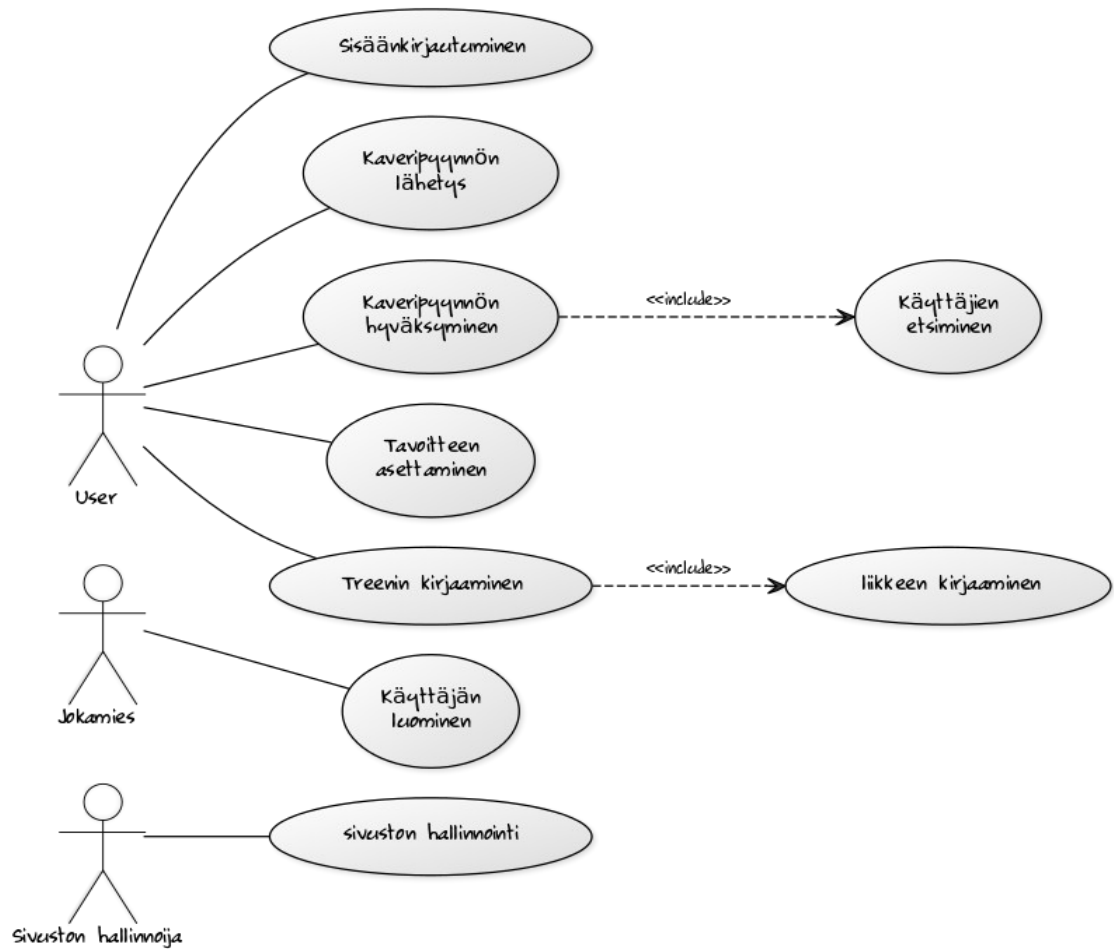 Sisäänkirjautuminen
Kaveripyynnön
lähetys
Kaveripyynnön
hyväksyminen
<<include>>
Käyttäjien
etsiminen
Tavoitteen
asettaminen
User
Treenin kirjaaminen
<<include>>
liikkeen kirjaaminen
Jokamies
Käyttäjän
luominen
sivuston hallinnointi
Sivuston hallinnoija